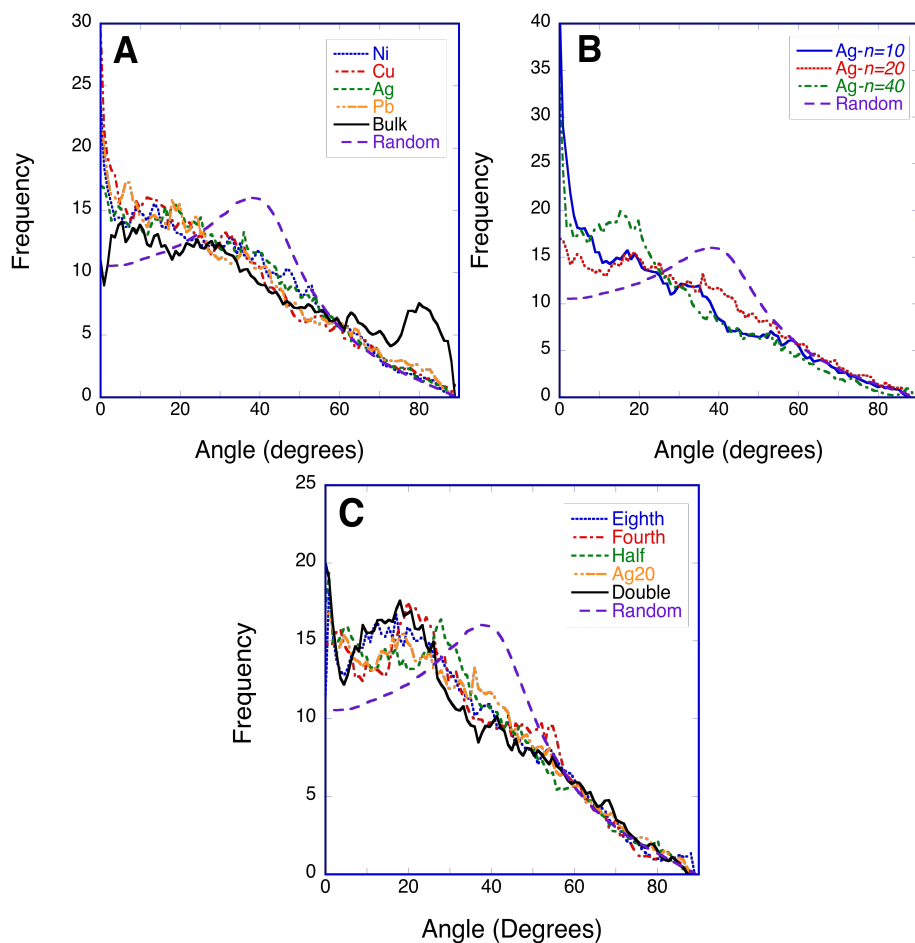 A
Ni
Cu
Ag
Pb
Bulk
Random
30
25
20
15
10
5
0
Frequency
0 20 40 60 80
Angle (degrees)
B
Ag-n=10
Ag-n=20
Ag-n=40
Random
40
35
30
25
20
15
10
5
0
Frequency
0 20 40 60 80
Angle (degrees)
C
Eighth
Fourth
Half
Ag20
Double
Random
25
20
15
10
5
0
Frequency
0 20 40 60 80
Angle (Degrees)